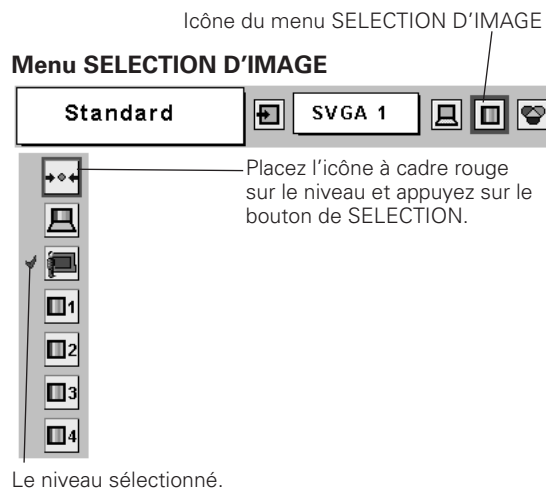 Icône du menu SELECTION D'IMAGE
Menu SELECTION D'IMAGE
Standard
SVGA 1
Placez l'icône à cadre rouge
sur le niveau et appuyez sur le
bouton de SELECTION.
1
2
3
4
Le niveau sélectionné.